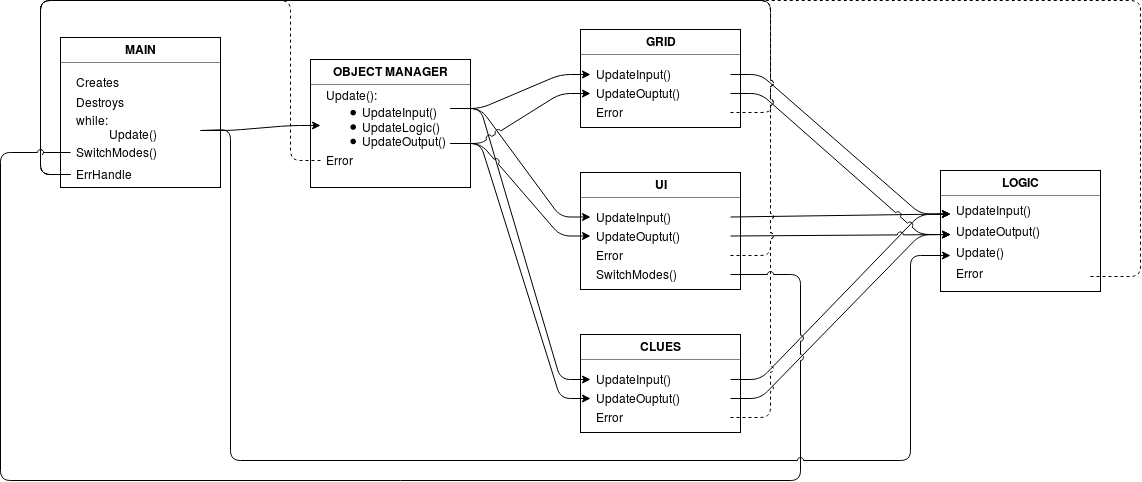 MAIN
Creates
Destroys
while:
Update()
SwitchModes()
ErrHandle
OBJECT MANAGER
Update():
• UpdateInput()
• UpdateLogic()
• UpdateOutput()
Error
GRID
UpdateInput()
UpdateOuptut()
Error
UI
UpdateInput()
UpdateOuptut()
Error
SwitchModes()
CLUES
UpdateInput()
UpdateOuptut()
Error
LOGIC
UpdateInput()
UpdateOutput()
Update()
Error